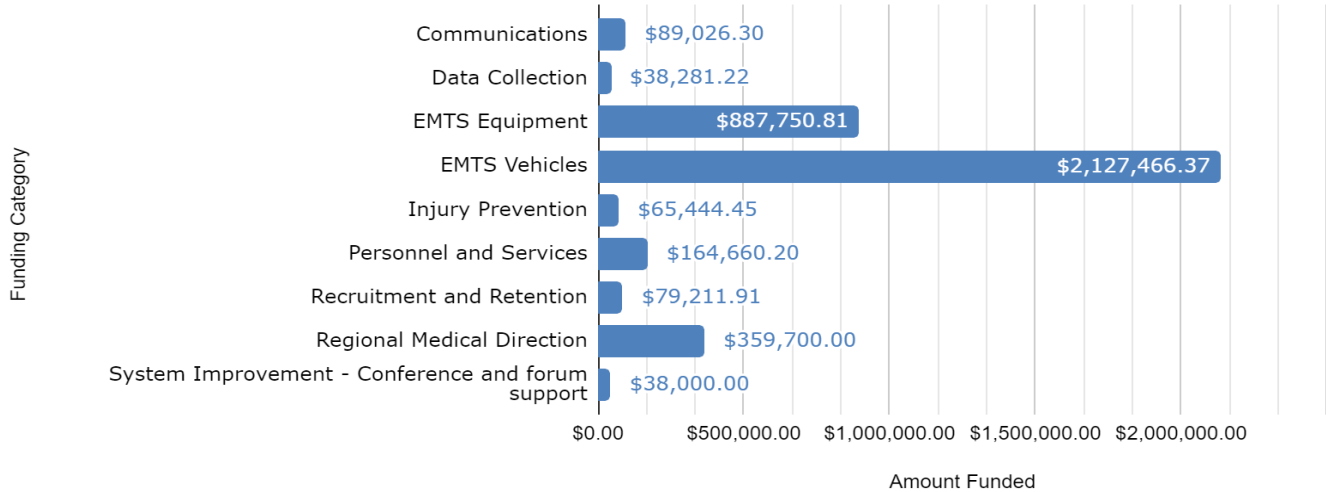 Funding Category
Communications
$89,026.30
Data Collection
$38,281.22
EMTS Equipment
$887,750.81
EMTS Vehicles
$2,127,466.37
Injury Prevention
$65,444.45
Personnel and Services
$164,660.20
Recruitment and Retention
$79,211.91
Regional Medical Direction
$359,700.00
System Improvement - Conference and forum
support
$38,000.00
$0.00
$500,000.00
$1,000,000.00
$1,500,000.00
$2,000,000.00
Amount Funded